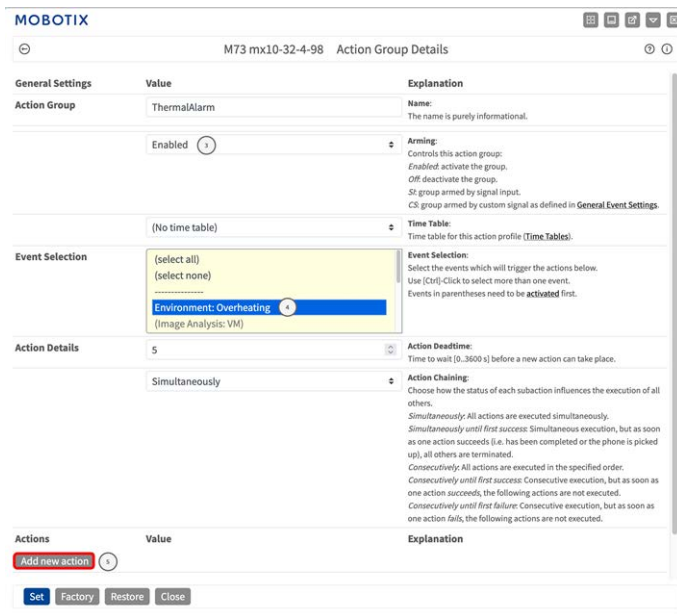 MOBOTIX
M73 mx10-32-4-98 Action Group Details
General Settings Value Explanation
Action Group ThermalAlarm Name:
The name is purely informational.
Enabled 3 Arming:
Controls this action group:
Enabled: activate the group.
Off: deactivate the group.
SI: group armed by signal input.
CS: group armed by custom signal as defined in General Event Settings.
(No time table) Time Table:
Time table for this action profile (Time Tables).
Event Selection (select all) Event Selection:
(select none) Select the events which will trigger the actions below.
-------------- Use [Ctrl]-Click to select more than one event.
Environment: Overheating 4 Events in parentheses need to be activated first.
(Image Analysis: VM)
Action Details 5 Action Deadtime:
Time to wait [0..3600 s] before a new action can take place.
Simultaneously Action Chaining:
Choose how the status of each subaction influences the execution of all
others.
Simultaneously: All actions are executed simultaneously.
Simultaneously until first success: Simultaneous execution, but as soon
as one action succeeds (i.e. has been completed or the phone is picked
up), all others are terminated.
Consecutively: All actions are executed in the specified order.
Consecutively until first success: Consecutive execution, but as soon as
one action succeeds, the following actions are not executed.
Consecutively until first failure: Consecutive execution, but as soon as
one action fails, the following actions are not executed.
Actions Value Explanation
Add new action 5
Set Factory Restore Close